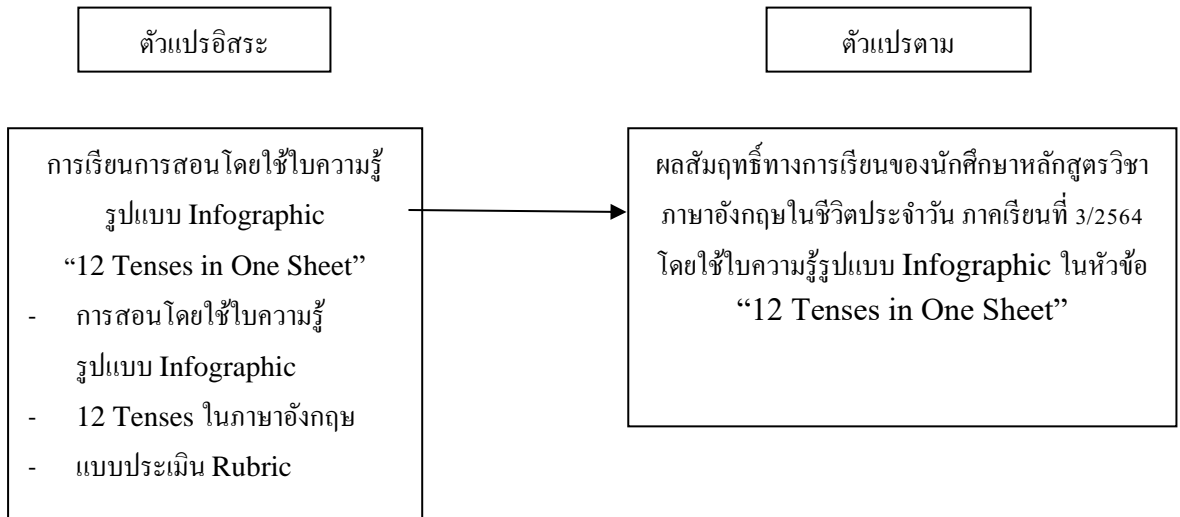 ตัวแปรอิสระ
ตัวแปรตาม
การเรียนการสอนโดยใช้ใบความรู้
รูปแบบ Infographic
“12 Tenses in One Sheet”
- การสอนโดยใช้ใบความรู้
รูปแบบ Infographic
- 12 Tenses ในภาษาอังกฤษ
- แบบประเมิน Rubric
ผลสัมฤทธิ์ทางการเรียนของนักศึกษาหลักสูตรวิชา
ภาษาอังกฤษในชีวิตประจำวัน ภาคเรียนที่ 3/2564
โดยใช้ใบความรู้รูปแบบ Infographic ในหัวข้อ
“12 Tenses in One Sheet”